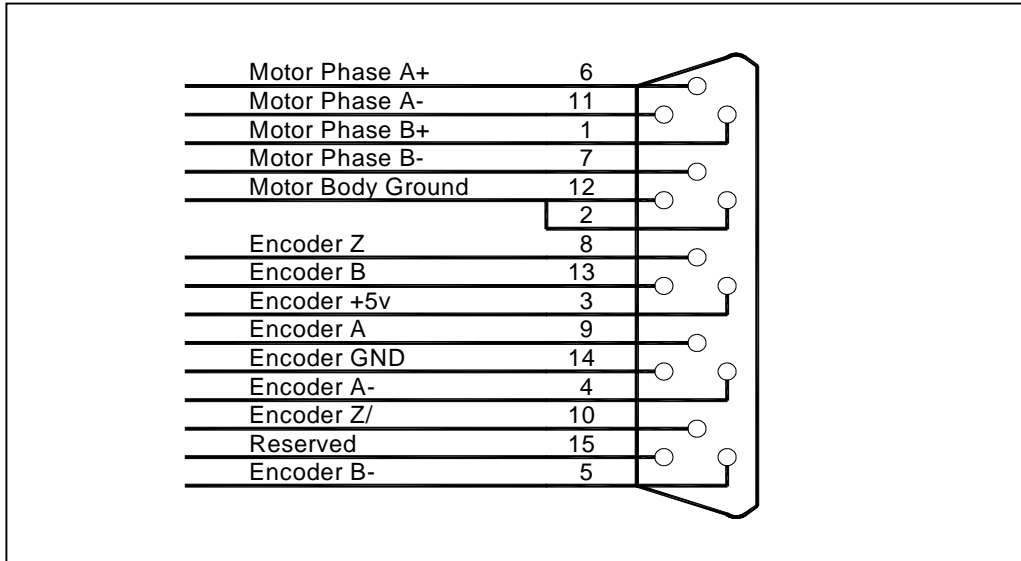 Motor Phase A+ 6
Motor Phase A- 11
Motor Phase B+ 1
Motor Phase B- 7
Motor Body Ground 12
2
Encoder Z 8
Encoder B 13
Encoder +5v 3
Encoder A 9
Encoder GND 14
Encoder A- 4
Encoder Z/ 10
Reserved 15
Encoder B- 5